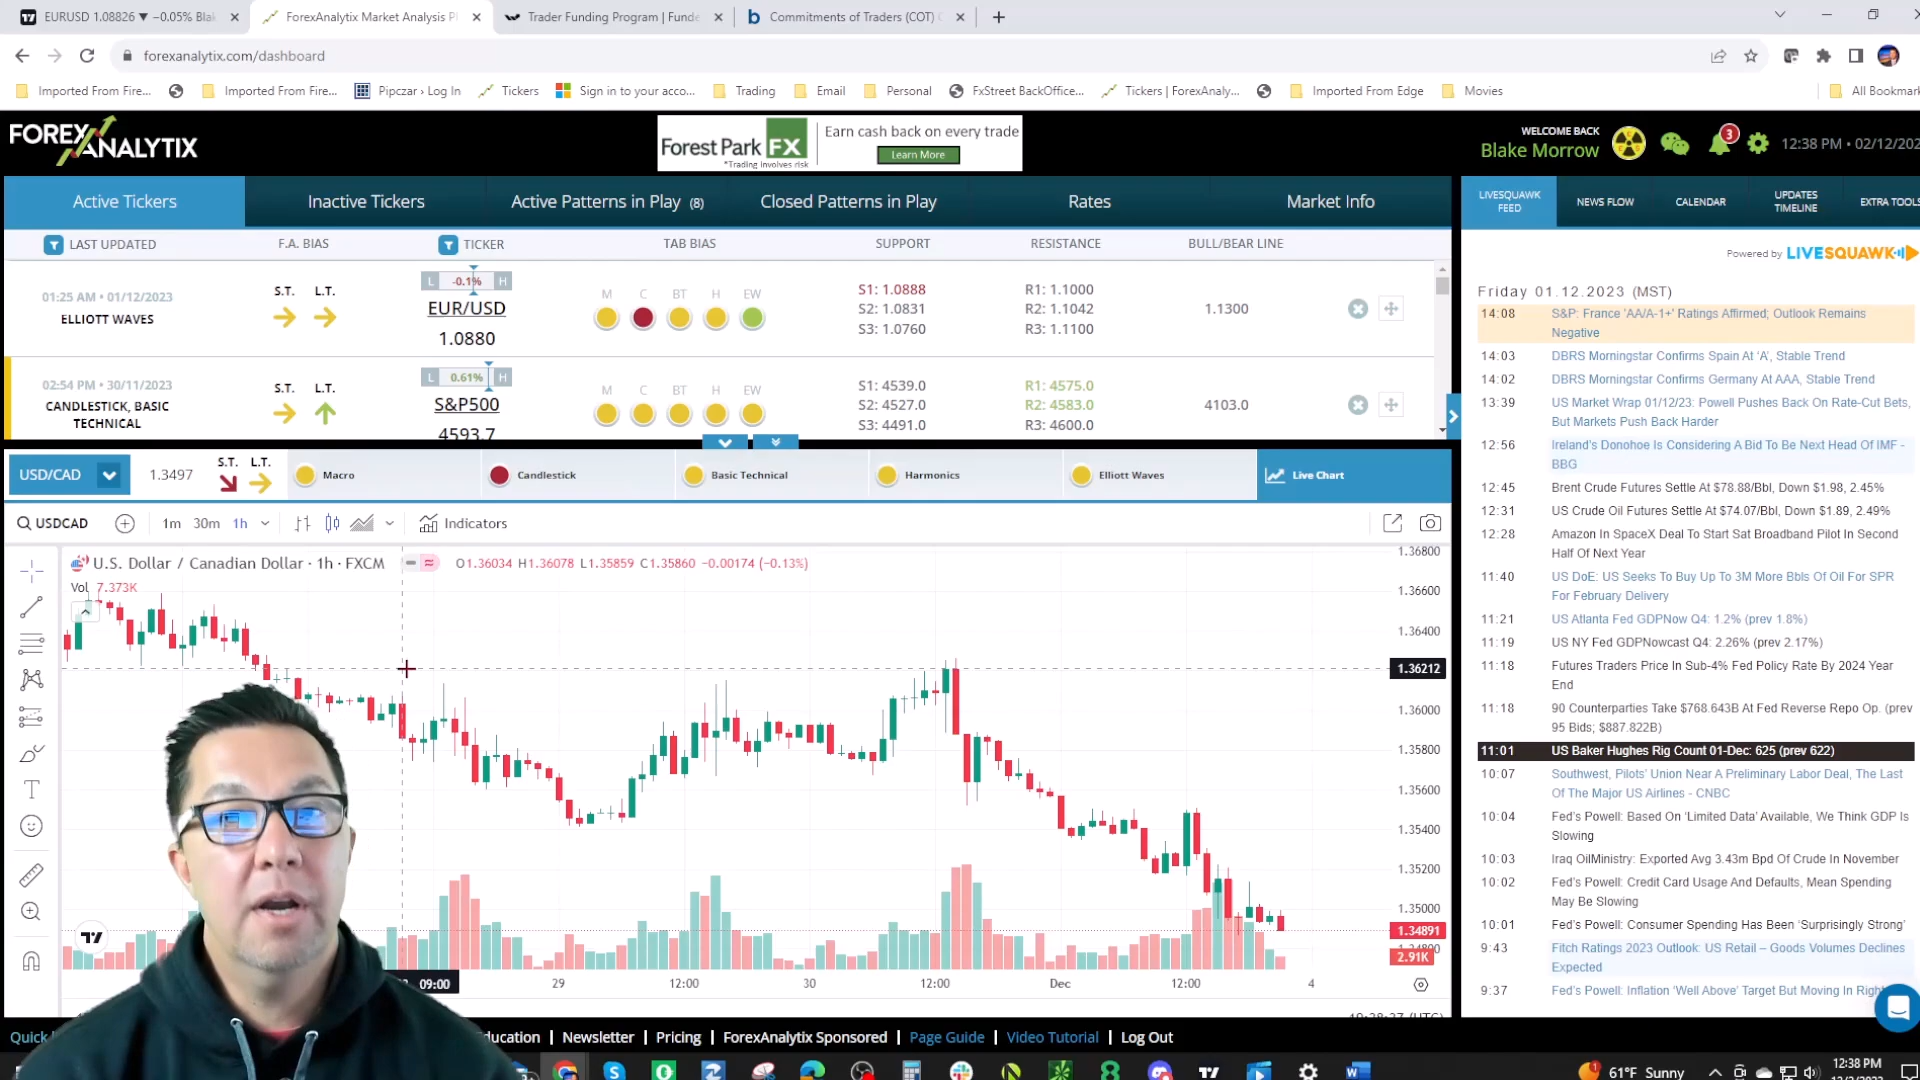 EURUSD 1.08826 ▼ −0.05% Blak
ForexAnalytix Market Analysis Pl
Trader Funding Program | Funde
Commitments of Traders (COT)
forexanalytix.com/dashboard
Imported From Fire...
Imported From Fire...
Pipczar › Log In
Tickers
Sign in to your acco...
Trading
Email
Personal
FxStreet BackOffice...
Tickers | ForexAnaly...
Imported From Edge
Movies
All Bookmark
FOREXANALYTIX
Forest Park FX
*Trading involves risk
Earn cash back on every trade
Learn More
WELCOME BACK
Blake Morrow
3
12:38 PM • 02/12/202
Active Tickers
Inactive Tickers
Active Patterns in Play (8)
Closed Patterns in Play
Rates
Market Info
LAST UPDATED
F.A. BIAS
TICKER
TAB BIAS
SUPPORT
RESISTANCE
BULL/BEAR LINE
01:25 AM • 01/12/2023
ELLIOTT WAVES
S.T. L.T.
L -0.1% H
EUR/USD
1.0880
M C BT H EW
S1: 1.0888
S2: 1.0831
S3: 1.0760
R1: 1.1000
R2: 1.1042
R3: 1.1100
1.1300
02:54 PM • 30/11/2023
CANDLESTICK, BASIC
TECHNICAL
S.T. L.T.
L 0.61% H
S&P500
4593.7
M C BT H EW
S1: 4539.0
S2: 4527.0
S3: 4491.0
R1: 4575.0
R2: 4583.0
R3: 4600.0
4103.0
USD/CAD
1.3497
S.T. L.T.
Macro
Candlestick
Basic Technical
Harmonics
Elliott Waves
Live Chart
USDCAD
1m 30m 1h
Indicators
U.S. Dollar / Canadian Dollar · 1h · FXCM
O1.36034 H1.36078 L1.35859 C1.35860 −0.00174 (−0.13%)
Vol 7.373K
1.36800
1.36600
1.36400
1.36212
1.36000
1.35800
1.35600
1.35400
1.35200
1.35000
1.34891
1.34800
2.91K
09:00
29
12:00
30
12:00
Dec
12:00
4
LIVESQUAWK
FEED
NEWS FLOW
CALENDAR
UPDATES
TIMELINE
EXTRA TOOLS
Powered by LIVESQUAWK
Friday 01.12.2023 (MST)
14:08 S&P: France 'AA/A-1+' Ratings Affirmed; Outlook Remains
Negative
14:03 DBRS Morningstar Confirms Spain At 'A', Stable Trend
14:02 DBRS Morningstar Confirms Germany At AAA, Stable Trend
13:39 US Market Wrap 01/12/23: Powell Pushes Back On Rate-Cut Bets,
But Markets Push Back Harder
12:56 Ireland's Donohoe Is Considering A Bid To Be Next Head Of IMF -
BBG
12:45 Brent Crude Futures Settle At $78.88/Bbl, Down $1.98, 2.45%
12:31 US Crude Oil Futures Settle At $74.07/Bbl, Down $1.89, 2.49%
12:28 Amazon In SpaceX Deal To Start Sat Broadband Pilot In Second
Half Of Next Year
11:40 US DoE: US Seeks To Buy Up To 3M More Bbls Of Oil For SPR
For February Delivery
11:21 US Atlanta Fed GDPNow Q4: 1.2% (prev 1.8%)
11:19 US NY Fed GDPNowcast Q4: 2.26% (prev 2.17%)
11:18 Futures Traders Price In Sub-4% Fed Policy Rate By 2024 Year
End
11:18 90 Counterparties Take $768.643B At Fed Reverse Repo Op. (prev
95 Bids; $887.822B)
11:01 US Baker Hughes Rig Count 01-Dec: 625 (prev 622)
10:07 Southwest, Pilots' Union Near A Preliminary Labor Deal, The Last
Of The Major US Airlines - CNBC
10:04 Fed's Powell: Based On 'Limited Data' Available, We Think GDP Is
Slowing
10:03 Iraq OilMinistry: Exported Avg 3.43m Bpd Of Crude In November
10:02 Fed's Powell: Credit Card Usage And Defaults, Mean Spending
May Be Slowing
10:01 Fed's Powell: Consumer Spending Has Been 'Surprisingly Strong'
9:43 Fitch Ratings 2023 Outlook: US Retail – Goods Volumes Declines
Expected
9:37 Fed's Powell: Inflation 'Well Above' Target But Moving In Right
Quick
ducation | Newsletter | Pricing | ForexAnalytix Sponsored | Page Guide | Video Tutorial | Log Out
61°F Sunny
12:38 PM